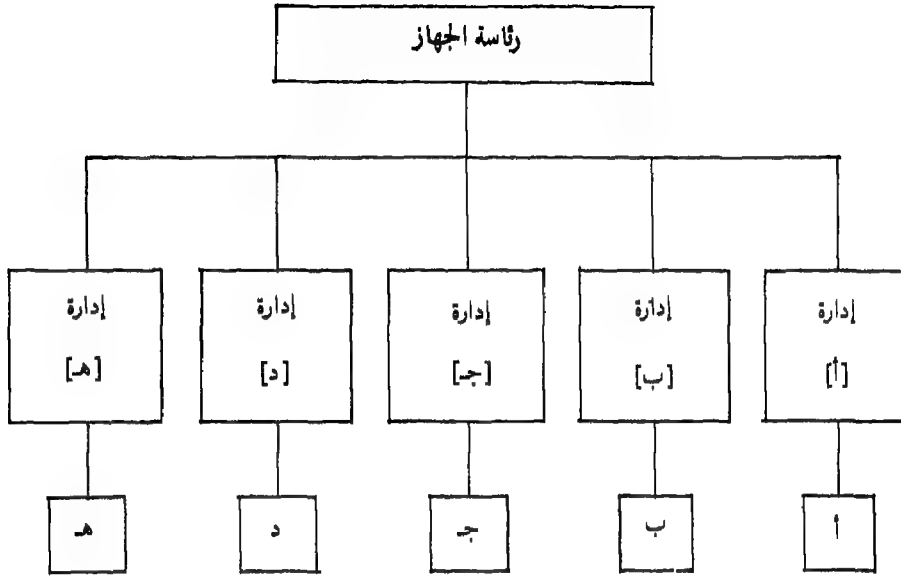 رئاسة الجهاز
إدارة
[أ]
إدارة
[ب]
إدارة
[جـ]
إدارة
[د]
إدارة
[هـ]
أ
ب
جـ
د
هـ